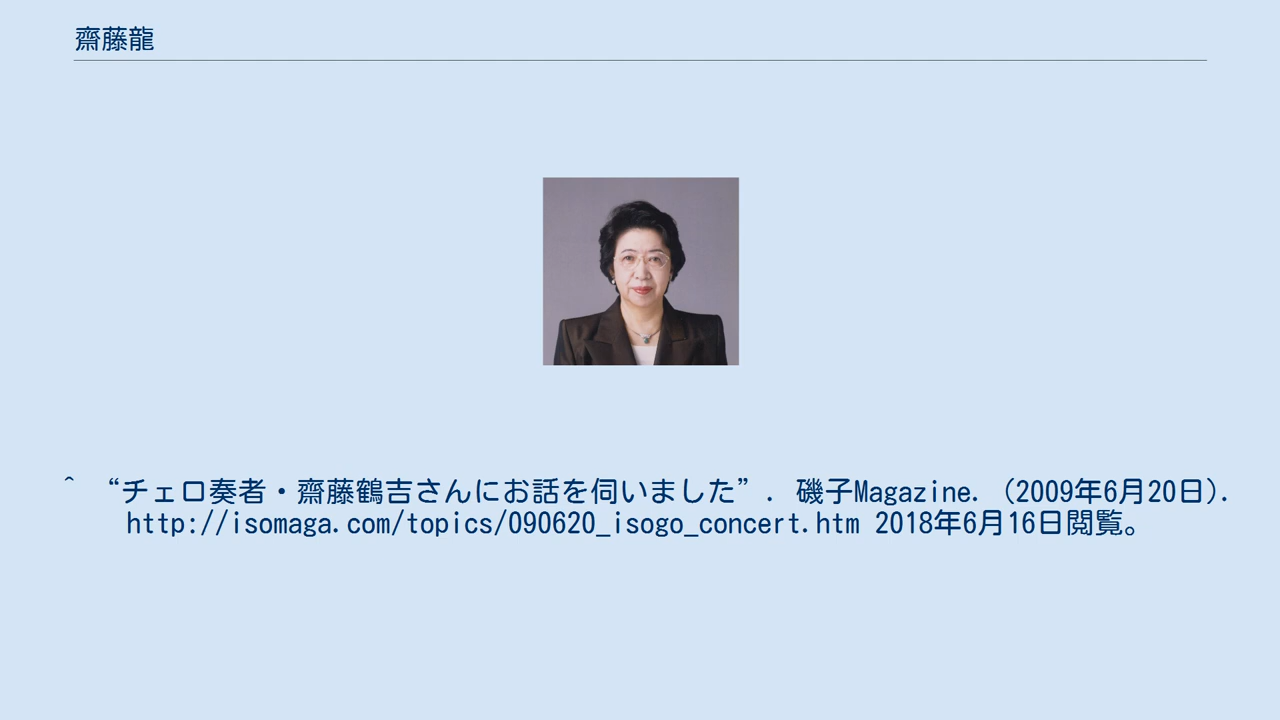 齋藤龍
^ “チェロ奏者・齋藤鶴吉さんにお話を伺いました”. 磯子Magazine. (2009年6月20日).
http://isomaga.com/topics/090620_isogo_concert.htm 2018年6月16日閲覧。